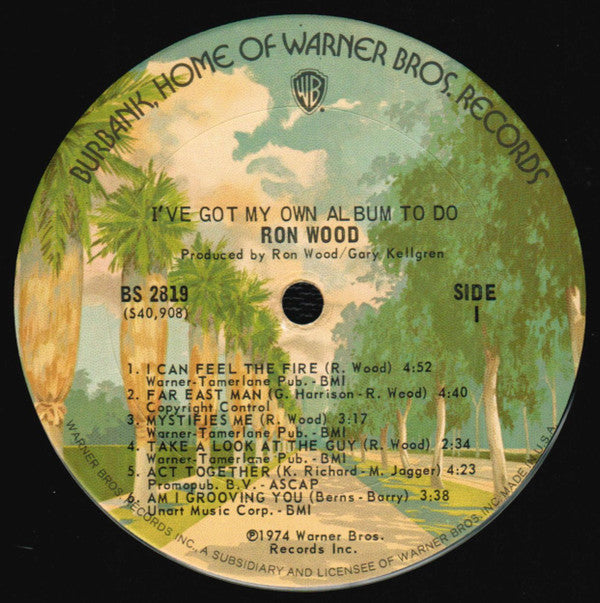 BURBANK, HOME OF WARNER BROS. RECORDS
WB
I'VE GOT MY OWN ALBUM TO DO
RON WOOD
Produced by Ron Wood/Gary Kellgren
BS 2819
(S40,908)
SIDE
1
1. I CAN FEEL THE FIRE (R. Wood) 4:52
Warner-Tamerlane Pub. - BMI
2. FAR EAST MAN (G. Harrison - R. Wood) 4:40
Copyright Control
3. MYSTIFIES ME (R. Wood) 3:17
Warner-Tamerlane Pub. - BMI
4. TAKE A LOOK AT THE GUY (R. Wood) 2:34
Warner-Tamerlane Pub. - BMI
5. ACT TOGETHER (K. Richard - M. Jagger) 4:23
Promopub. B.V. - ASCAP
6. AM I GROOVING YOU (Berns - Barry) 3:38
Unart Music Corp. - BMI
℗1974 Warner Bros.
Records Inc.
WARNER BROS. RECORDS INC., A SUBSIDIARY AND LICENSEE OF WARNER BROS. INC. MADE IN U.S.A.